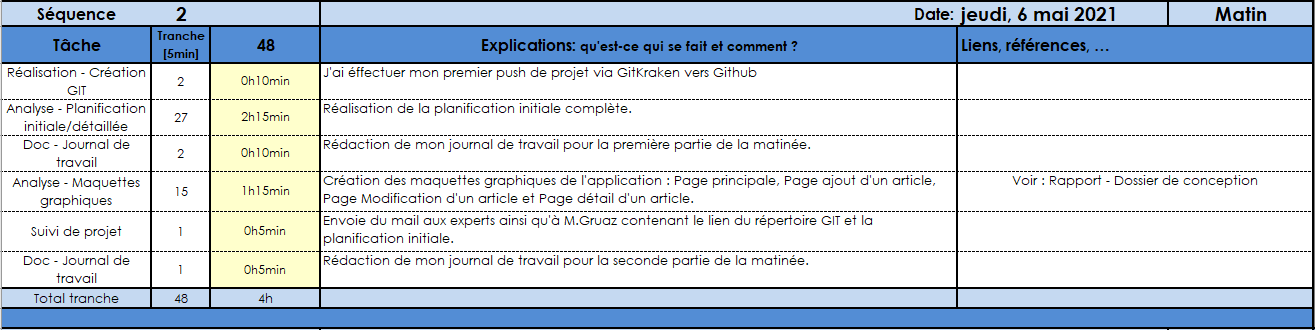 Séquence 2 Date: jeudi, 6 mai 2021 Matin
Tâche Tranche [5min] 48 Explications: qu'est-ce qui se fait et comment ? Liens, références, …
Réalisation - Création GIT 2 0h10min J'ai éffectuer mon premier push de projet via GitKraken vers Github
Analyse - Planification initiale/détaillée 27 2h15min Réalisation de la planification initiale complète.
Doc - Journal de travail 2 0h10min Rédaction de mon journal de travail pour la première partie de la matinée.
Analyse - Maquettes graphiques 15 1h15min Création des maquettes graphiques de l'application : Page principale, Page ajout d'un article, Page Modification d'un article et Page détail d'un article. Voir : Rapport - Dossier de conception
Suivi de projet 1 0h5min Envoie du mail aux experts ainsi qu'à M.Gruaz contenant le lien du répertoire GIT et la planification initiale.
Doc - Journal de travail 1 0h5min Rédaction de mon journal de travail pour la seconde partie de la matinée.
Total tranche 48 4h